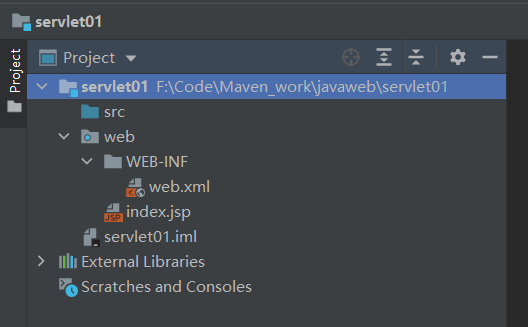 servlet01
Project
Project
servlet01 F:\Code\Maven_work\javaweb\servlet01
src
web
WEB-INF
web.xml
JSP index.jsp
servlet01.iml
External Libraries
Scratches and Consoles